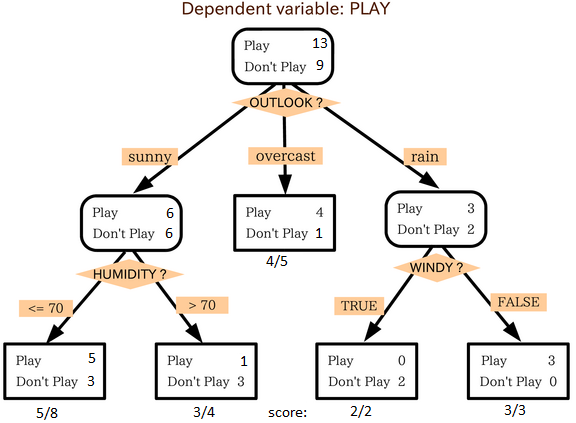 Dependent variable: PLAY
Play 13
Don't Play 9
OUTLOOK ?
sunny
overcast
rain
Play 6
Don't Play 6
Play 4
Don't Play 1
Play 3
Don't Play 2
4/5
HUMIDITY ?
WINDY ?
<= 70
> 70
TRUE
FALSE
Play 5
Don't Play 3
Play 1
Don't Play 3
Play 0
Don't Play 2
Play 3
Don't Play 0
5/8
3/4
score:
2/2
3/3